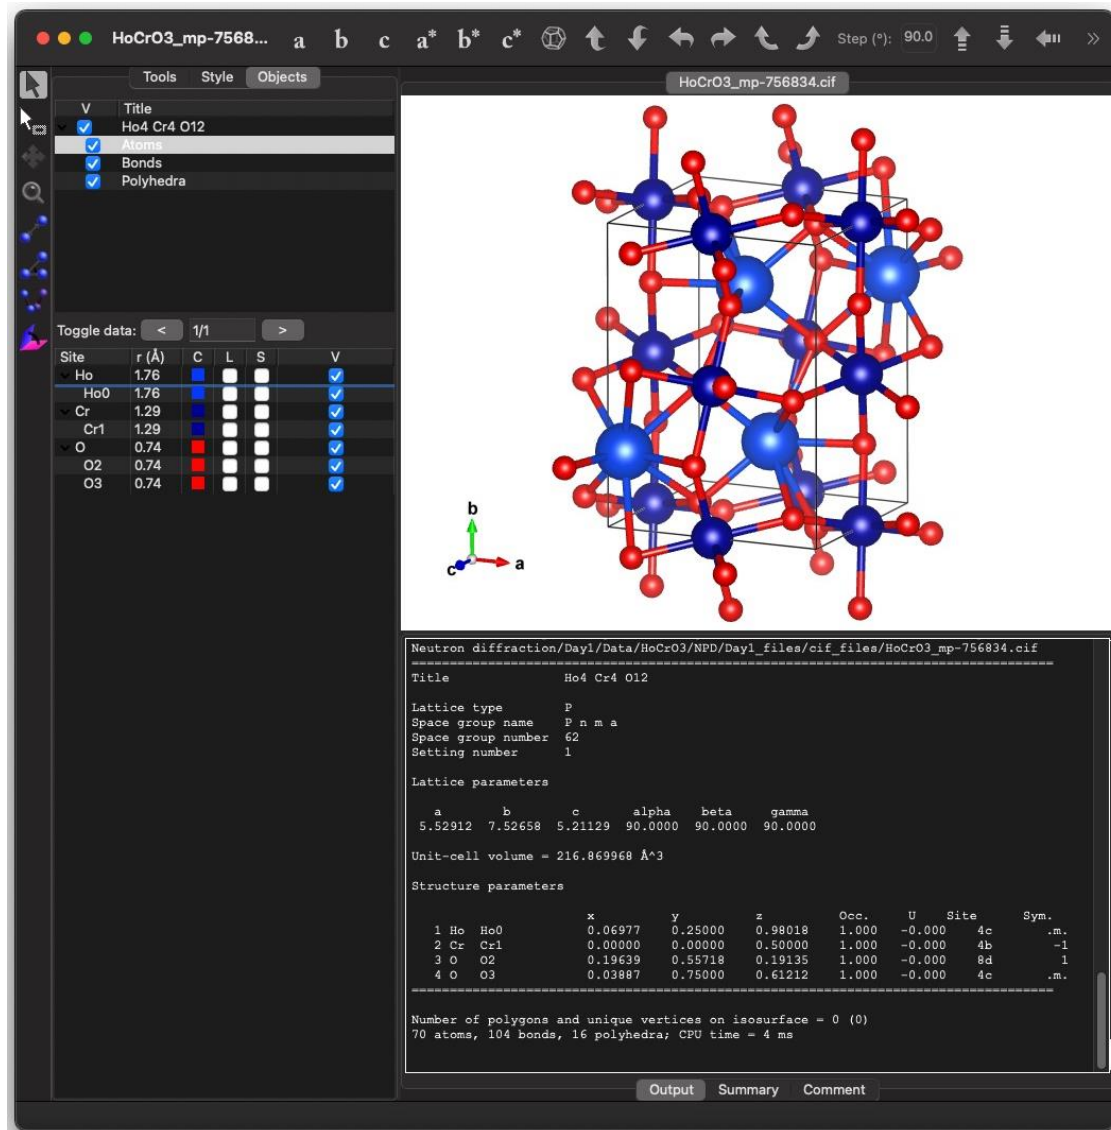 HoCrO3_mp-7568... a b c a* b* c* Step (°): 90.0 »
Tools Style Objects
HoCrO3_mp-756834.cif
V Title
Ho4 Cr4 O12
Atoms
Bonds
Polyhedra
Toggle data: < 1/1 >
Site r (Å) C L S V
Ho 1.76
Ho0 1.76
Cr 1.29
Cr1 1.29
O 0.74
O2 0.74
O3 0.74
b
c a
Neutron diffraction/Day1/Data/HoCrO3/NPD/Day1_files/cif_files/HoCrO3_mp-756834.cif
Title Ho4 Cr4 O12
Lattice type P
Space group name P n m a
Space group number 62
Setting number 1
Lattice parameters
a b c alpha beta gamma
5.52912 7.52658 5.21129 90.0000 90.0000 90.0000
Unit-cell volume = 216.869968 Å^3
Structure parameters
x y z Occ. U Site Sym.
1 Ho Ho0 0.06977 0.25000 0.98018 1.000 -0.000 4c .m.
2 Cr Cr1 0.00000 0.00000 0.50000 1.000 -0.000 4b -1
3 O O2 0.19639 0.55718 0.19135 1.000 -0.000 8d 1
4 O O3 0.03887 0.75000 0.61212 1.000 -0.000 4c .m.
Number of polygons and unique vertices on isosurface = 0 (0)
70 atoms, 104 bonds, 16 polyhedra; CPU time = 4 ms
Output Summary Comment